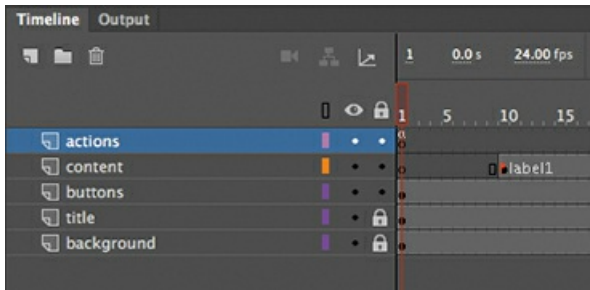 Timeline Output
1 0.0 s 24.00 fps
1 5 10 15
actions
a
content label1
buttons
title
background